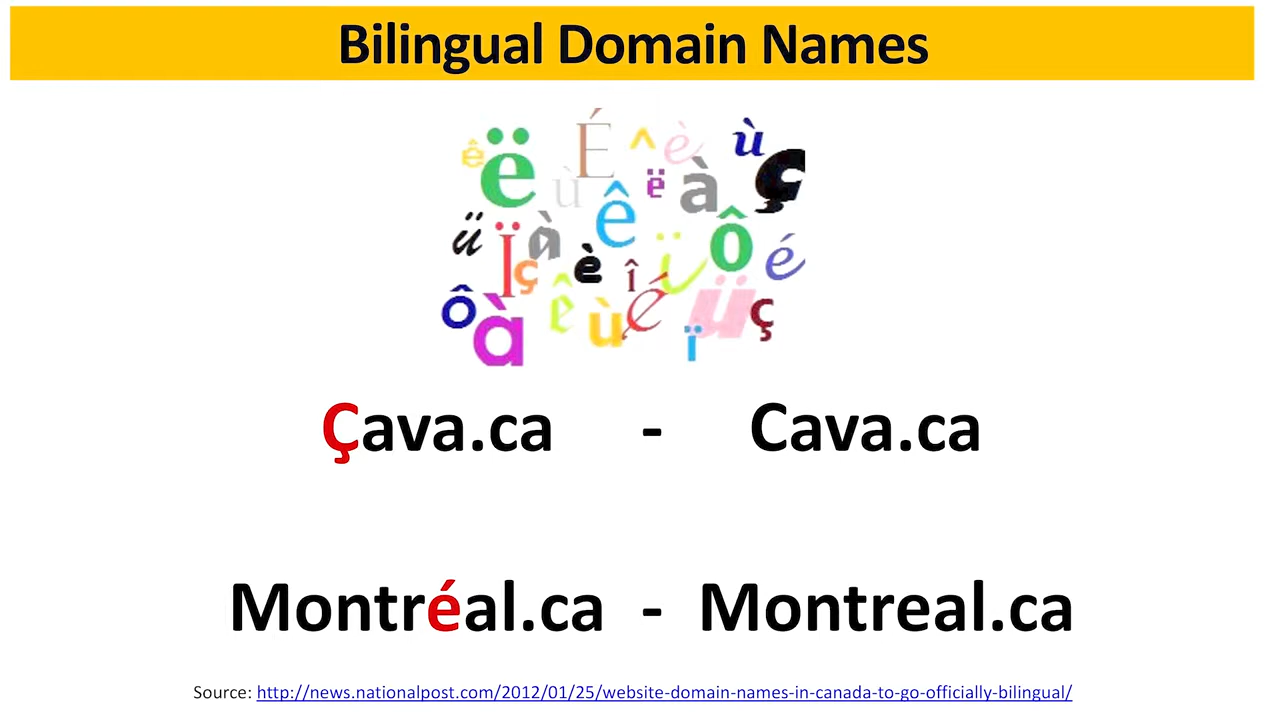 Bilingual Domain Names
ê ë ù É ^ è ë à ù ç
ü Ï à ç ê è î ü ô é
ô à ê ù é ï ü ç
Çava.ca - Cava.ca
Montréal.ca - Montreal.ca
Source: http://news.nationalpost.com/2012/01/25/website-domain-names-in-canada-to-go-officially-bilingual/